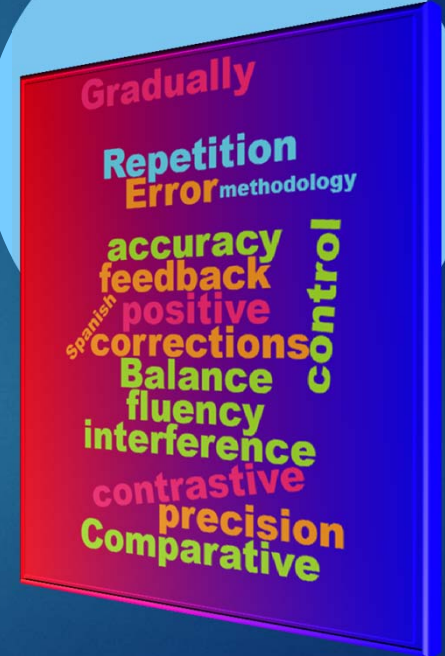 Gradually
Repetition
Error methodology
accuracy
control
feedback
Spanish
positive
corrections
Balance
fluency
interference
contrastive
precision
Comparative